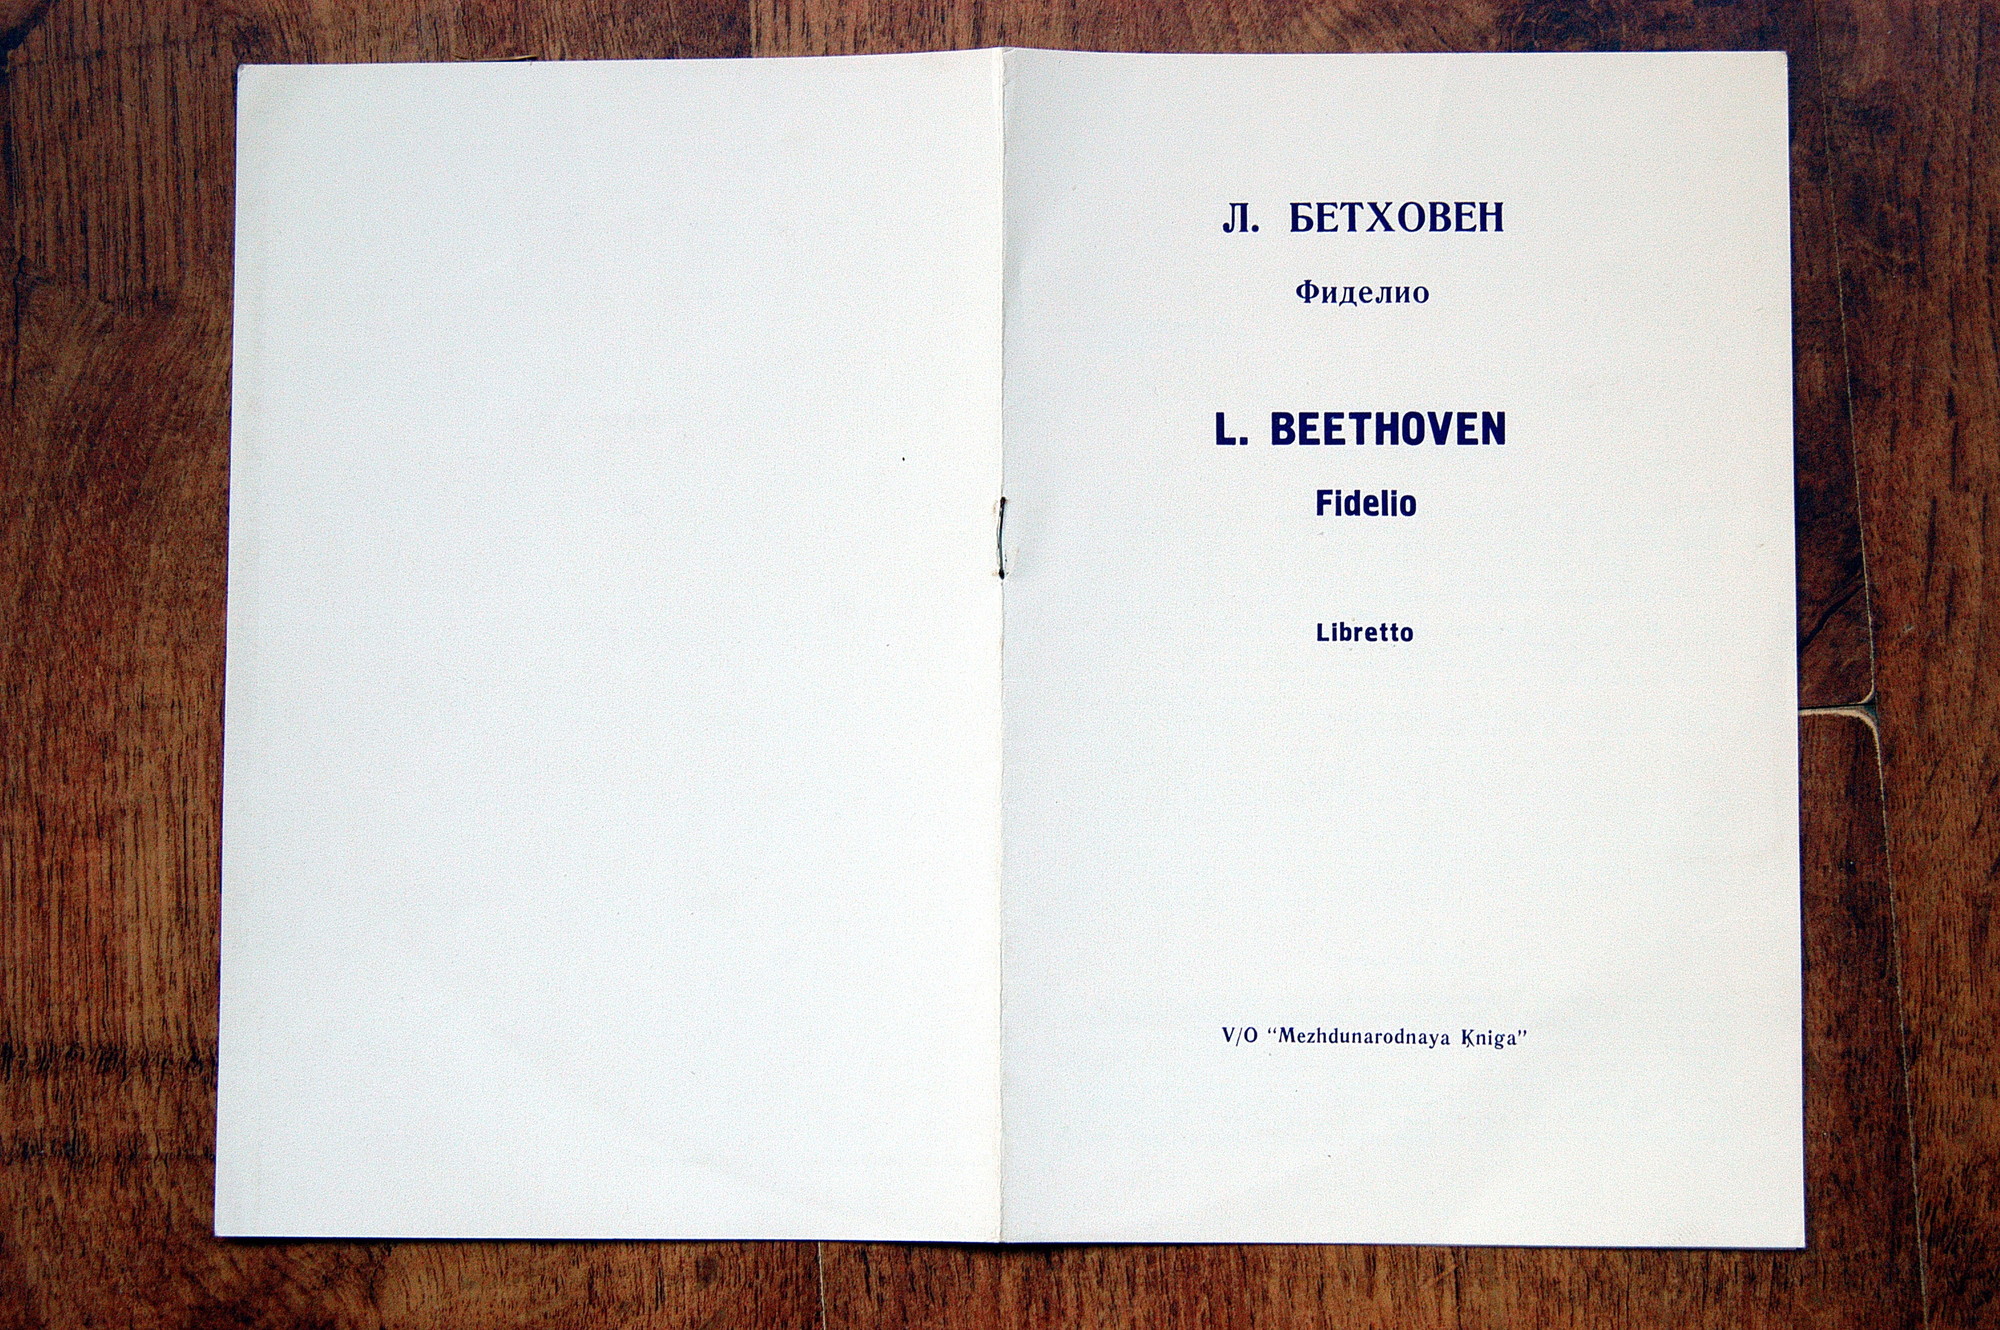 Л. БЕТХОВЕН
Фиделио
L. BEETHOVEN
Fidelio
Libretto
V/O “Mezhdunarodnaya Kniga”